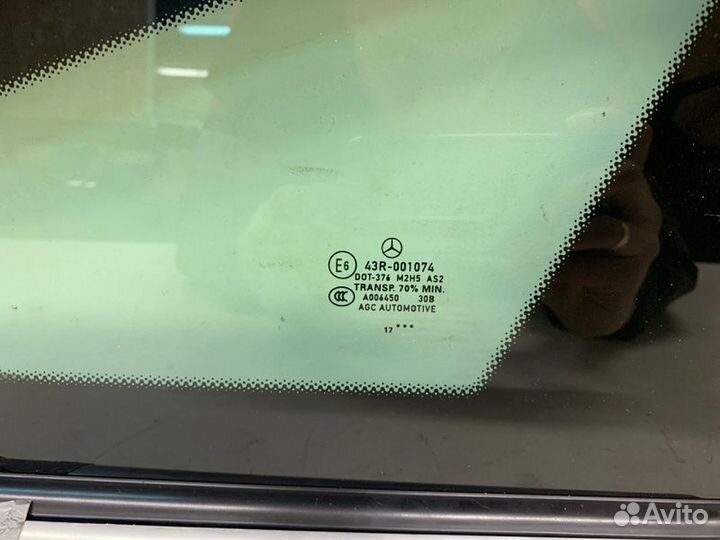 E6 43R-001074
DOT-376 M2H5 AS2
TRANSP. 70% MIN.
A006450 30B
AGC AUTOMOTIVE
17 ***
Avito